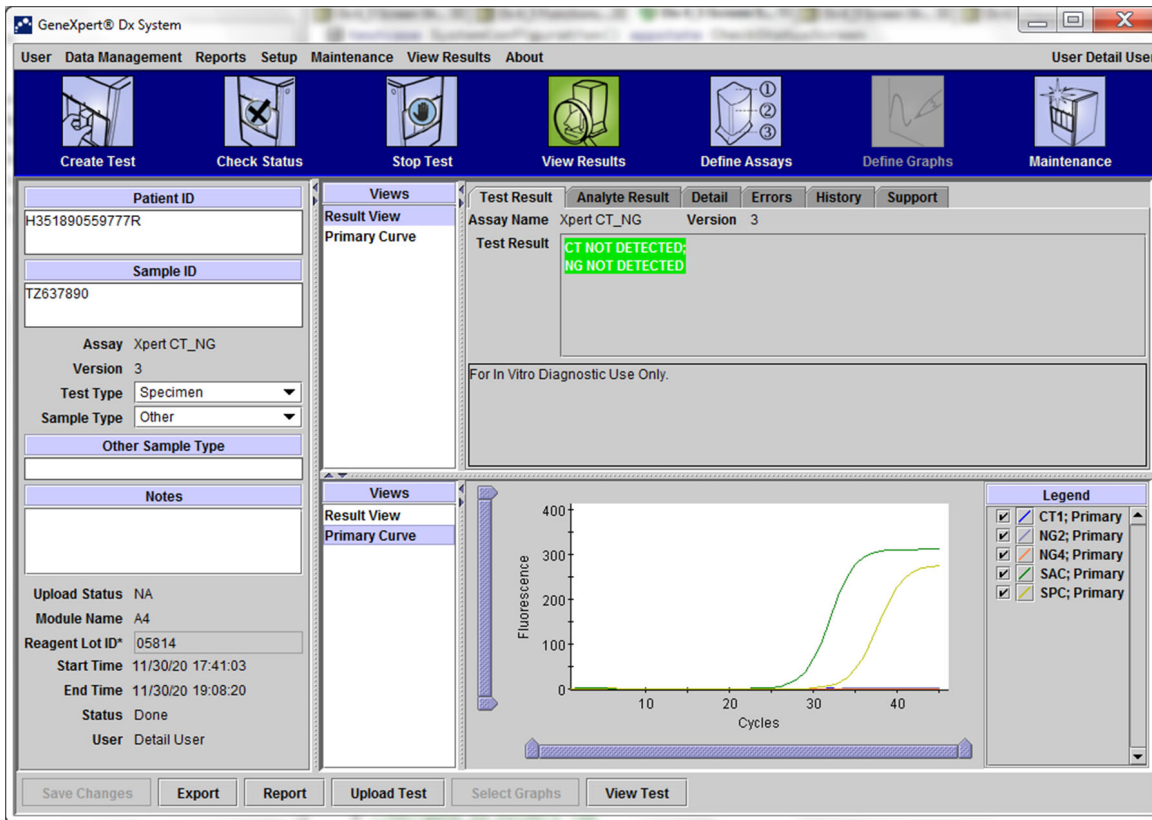 GeneXpert® Dx System
User Data Management Reports Setup Maintenance View Results About User Detail User
Create Test Check Status Stop Test View Results Define Assays Define Graphs Maintenance
Patient ID
H351890559777R
Sample ID
TZ637890
Assay Xpert CT_NG
Version 3
Test Type Specimen
Sample Type Other
Other Sample Type
Notes
Upload Status NA
Module Name A4
Reagent Lot ID* 05814
Start Time 11/30/20 17:41:03
End Time 11/30/20 19:08:20
Status Done
User Detail User
Views
Result View
Primary Curve
Test Result Analyte Result Detail Errors History Support
Assay Name Xpert CT_NG Version 3
Test Result CT NOT DETECTED;
NG NOT DETECTED
For In Vitro Diagnostic Use Only.
Views
Result View
Primary Curve
Fluorescence
400
300
200
100
0
10 20 30 40
Cycles
Legend
CT1; Primary
NG2; Primary
NG4; Primary
SAC; Primary
SPC; Primary
Save Changes Export Report Upload Test Select Graphs View Test